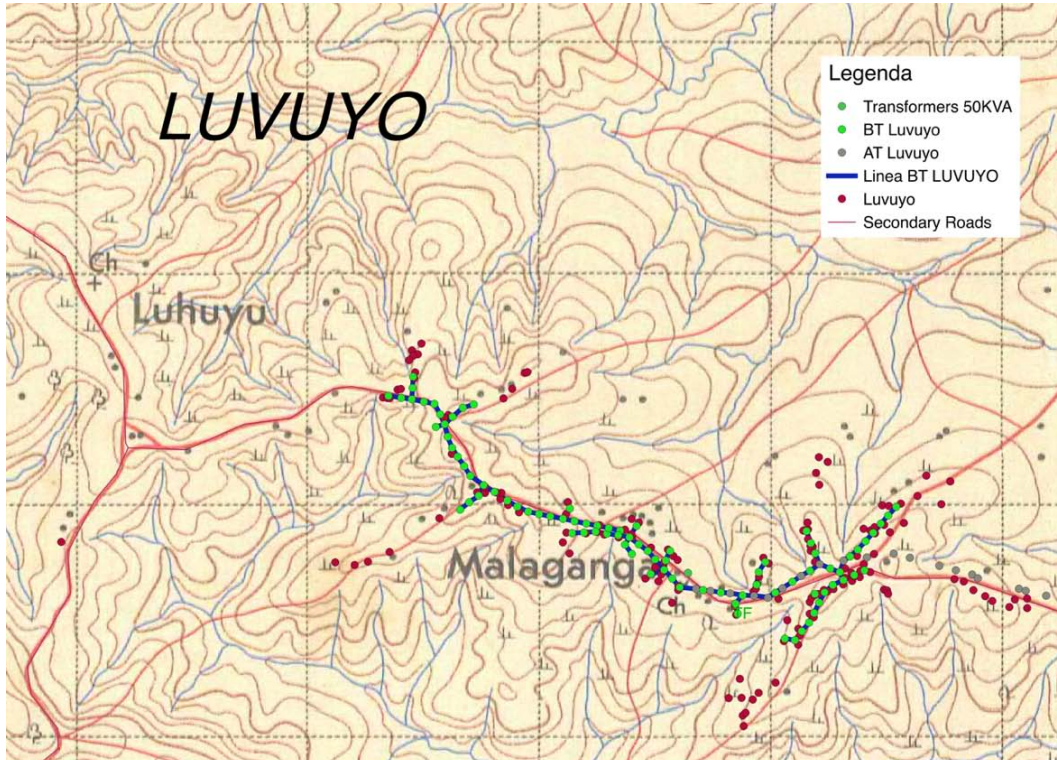 LUVUYO
Legenda
Transformers 50KVA
BT Luvuyo
AT Luvuyo
Linea BT LUVUYO
Luvuyo
Secondary Roads
Ch
Luhuyu
Malaganga
Ch